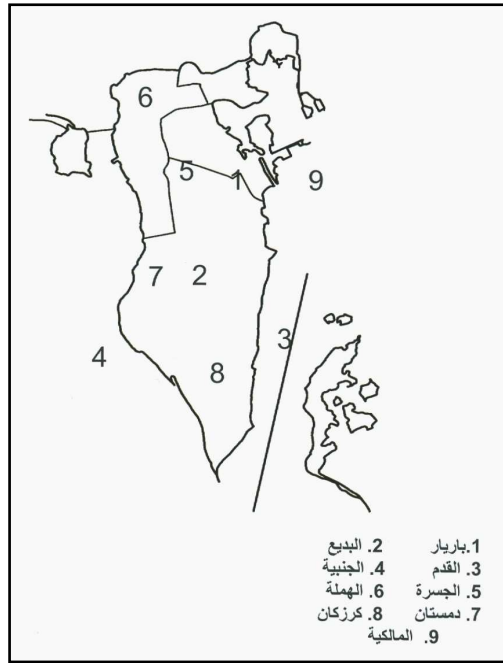 6
5
1
9
7
2
3
4
8
1.باربار 2. البديع
3. القدم 4. الجنبية
5. الجسرة 6. الهملة
7. دمستان 8. كرزكان
9. المالكية